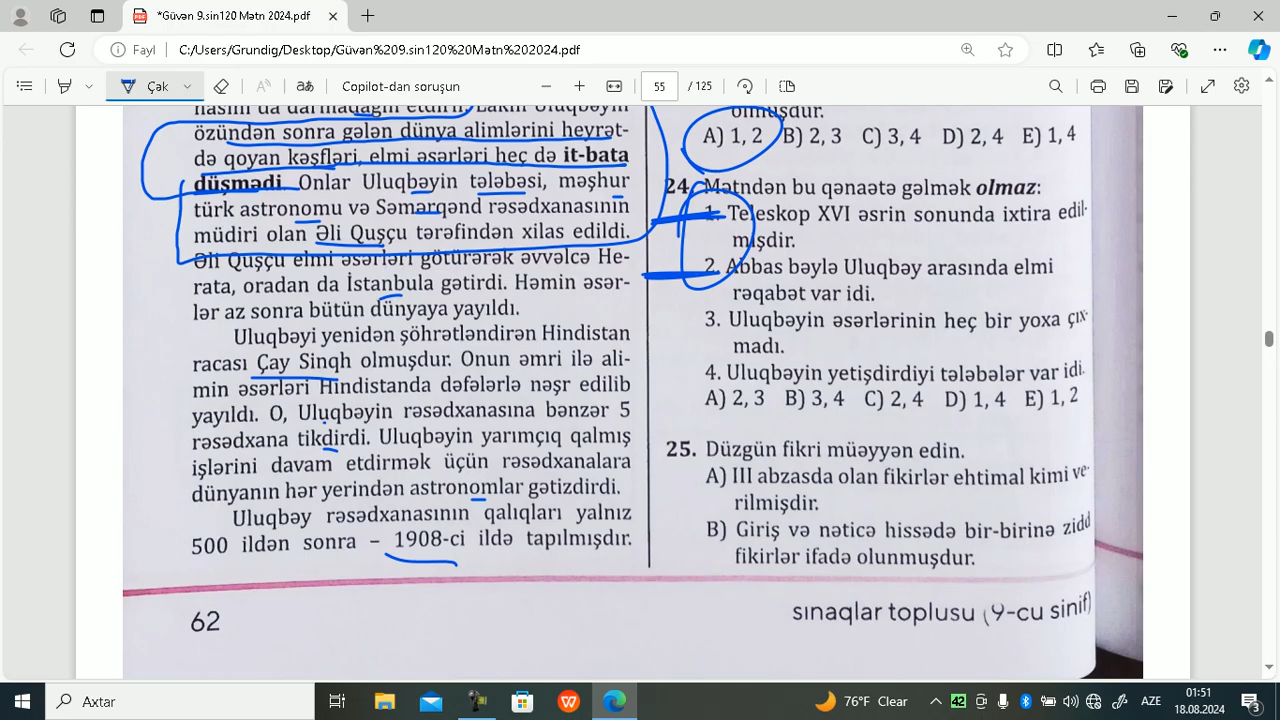 *Güvən 9.sin120 Mətn 2024.pdf
Fayl
C:/Users/Grundig/Desktop/Güvən%209.sin120%20Mətn%202024.pdf
Çak
Copilot-dan soruşun
55 / 125
nasını da darmadağın etdirir. Lakin Uluqbəyin
özündən sonra gələn dünya alimlərini heyrət-
də qoyan kəşfləri, elmi əsərləri heç də it-bata
düşmədi. Onlar Uluqbəyin tələbəsi, məşhur
türk astronomu və Səmərqənd rəsədxanasının
müdiri olan Əli Quşçu tərəfindən xilas edildi.
Əli Quşçu elmi əsərləri götürərək əvvəlcə He-
rata, oradan da İstanbula gətirdi. Həmin əsər-
lər az sonra bütün dünyaya yayıldı.
Uluqbəyi yenidən şöhrətləndirən Hindistan
racası Çay Sinqh olmuşdur. Onun əmri ilə ali-
min əsərləri Hindistanda dəfələrlə nəşr edilib
yayıldı. O, Uluqbəyin rəsədxanasına bənzər 5
rəsədxana tikdirdi. Uluqbəyin yarımçıq qalmış
işlərini davam etdirmək üçün rəsədxanalara
dünyanın hər yerindən astronomlar gətizdirdi.
Uluqbəy rəsədxanasının qalıqları yalnız
500 ildən sonra – 1908-ci ildə tapılmışdır.
62
olmuşdur.
A) 1, 2 B) 2, 3 C) 3, 4 D) 2, 4 E) 1, 4
24. Mətndən bu qənaətə gəlmək olmaz:
1. Teleskop XVI əsrin sonunda ixtira edil-
mişdir.
2. Abbas bəylə Uluqbəy arasında elmi
rəqabət var idi.
3. Uluqbəyin əsərlərinin heç bir yoxa çıx-
madı.
4. Uluqbəyin yetişdirdiyi tələbələr var idi.
A) 2, 3 B) 3, 4 C) 2, 4 D) 1, 4 E) 1, 2
25. Düzgün fikri müəyyən edin.
A) III abzasda olan fikirlər ehtimal kimi ve-
rilmişdir.
B) Giriş və nəticə hissədə bir-birinə zidd
fikirlər ifadə olunmuşdur.
sınaqlar toplusu (9-cu sinif)
Axtar
76°F Clear
42
AZE
01:51
18.08.2024
3